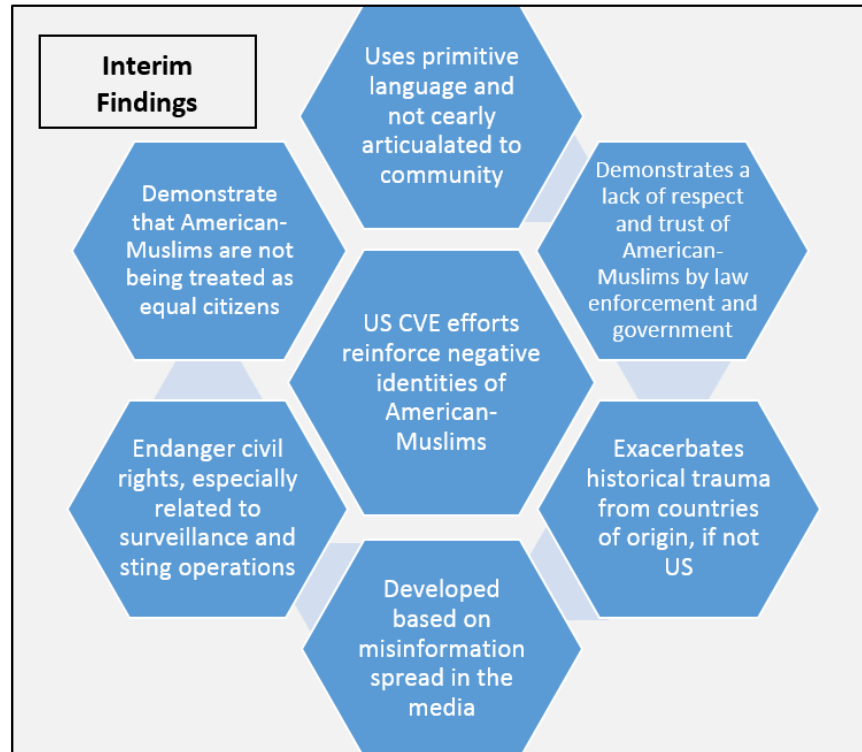 Interim
Findings
Uses primitive
language and
not cearly
articualated to
community
Demonstrates a
lack of respect
and trust of
American-
Muslims by law
enforcement and
government
Exacerbates
historical trauma
from countries
of origin, if not
US
Developed
based on
misinformation
spread in the
media
Endanger civil
rights, especially
related to
surveillance and
sting operations
Demonstrate
that American-
Muslims are not
being treated as
equal citizens
US CVE efforts
reinforce negative
identities of
American-
Muslims